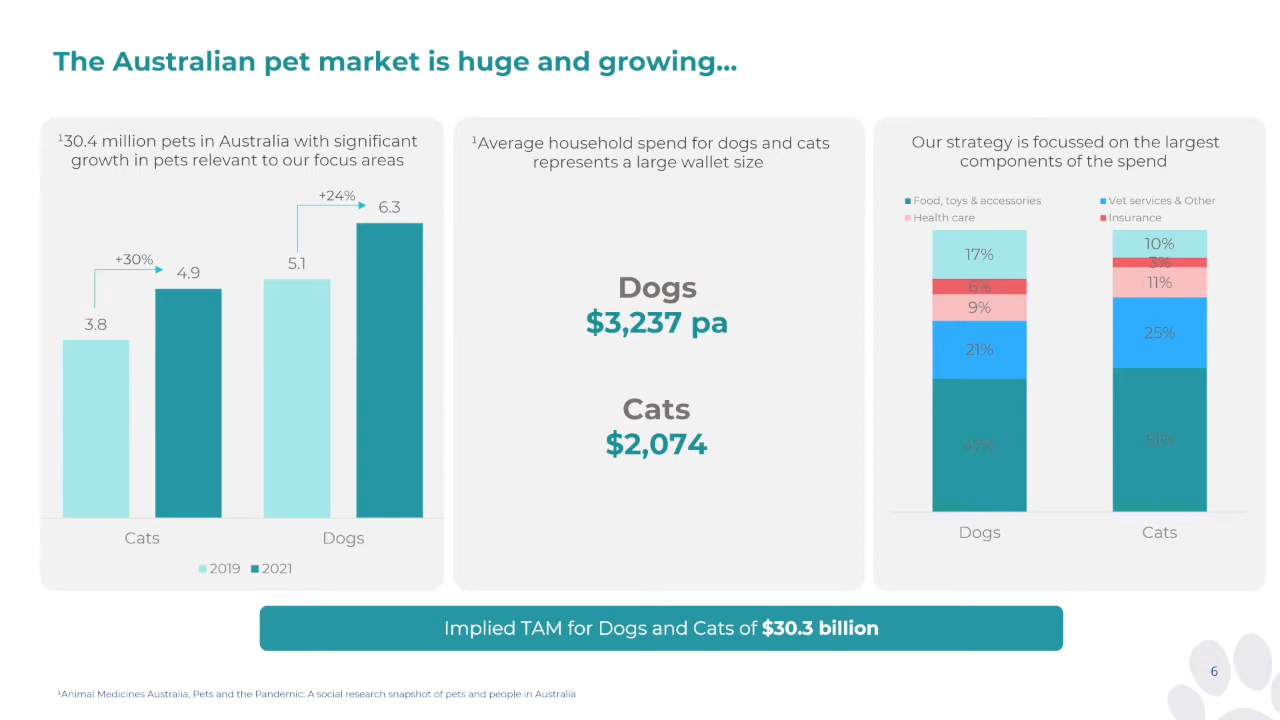 The Australian pet market is huge and growing...
¹30.4 million pets in Australia with significant
growth in pets relevant to our focus areas
+24%
6.3
5.1
+30%
4.9
3.8
Cats
Dogs
2019
2021
¹Average household spend for dogs and cats
represents a large wallet size
Dogs
$3,237 pa
Cats
$2,074
Our strategy is focussed on the largest
components of the spend
Food, toys & accessories
Vet services & Other
Health care
Insurance
17%
6%
9%
21%
47%
10%
3%
11%
25%
51%
Dogs
Cats
Implied TAM for Dogs and Cats of $30.3 billion
6
¹Animal Medicines Australia, Pets and the Pandemic: A social research snapshot of pets and people in Australia